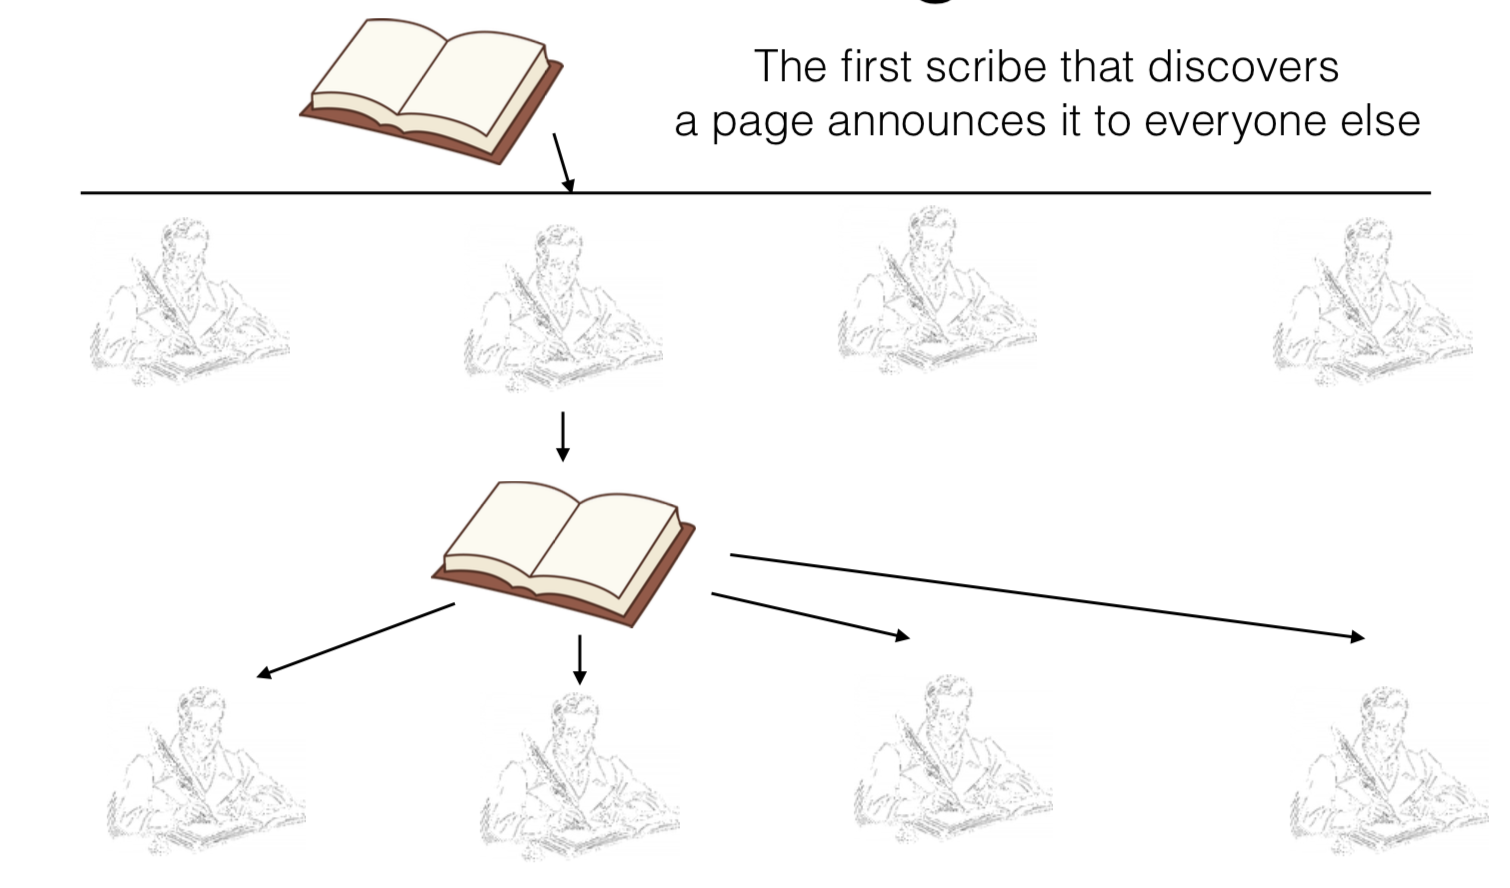 The first scribe that discovers
a page announces it to everyone else